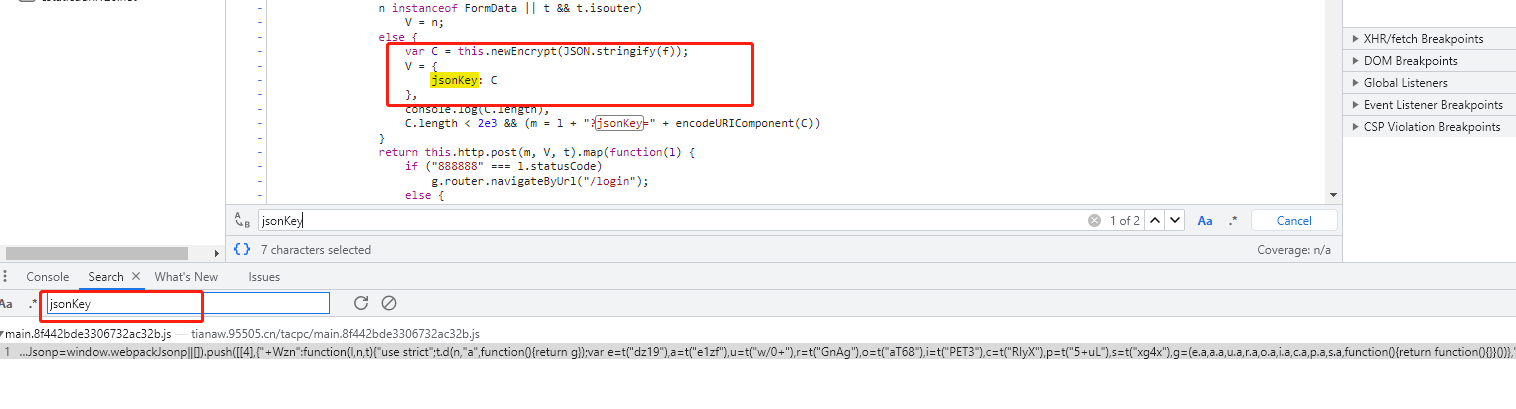 n instanceof FormData || t && t.isouter)
V = n;
else {
var C = this.newEncrypt(JSON.stringify(f));
V = {
jsonKey: C
},
console.log(C.length),
C.length < 2e3 && (m = l + "?jsonKey=" + encodeURIComponent(C))
}
return this.http.post(m, V, t).map(function(l) {
if ("888888" === l.statusCode)
g.router.navigateByUrl("/login");
else {
XHR/fetch Breakpoints
DOM Breakpoints
Global Listeners
Event Listener Breakpoints
CSP Violation Breakpoints
A
B
jsonKey
1 of 2
Aa
.*
Cancel
{} 7 characters selected
Coverage: n/a
Console Search What's New Issues
Aa .* jsonKey
main.8f442bde3306732ac32b.js — tianaw.95505.cn/tacpc/main.8f442bde3306732ac32b.js
1 ...Jsonp=window.webpackJsonp||[]).push([[4],{"+Wzn":function(l,n,t){"use strict";t.d(n,"a",function(){return g});var e=t("dz19"),a=t("e1zf"),u=t("w/0+"),r=t("GnAg"),o=t("aT68"),i=t("PET3"),c=t("RlyX"),p=t("5+uL"),s=t("xg4x"),g=(e.a,a.a,u.a,r.a,o.a,i.a,c.a,p.a,s.a,function(){return function(){}}())},"